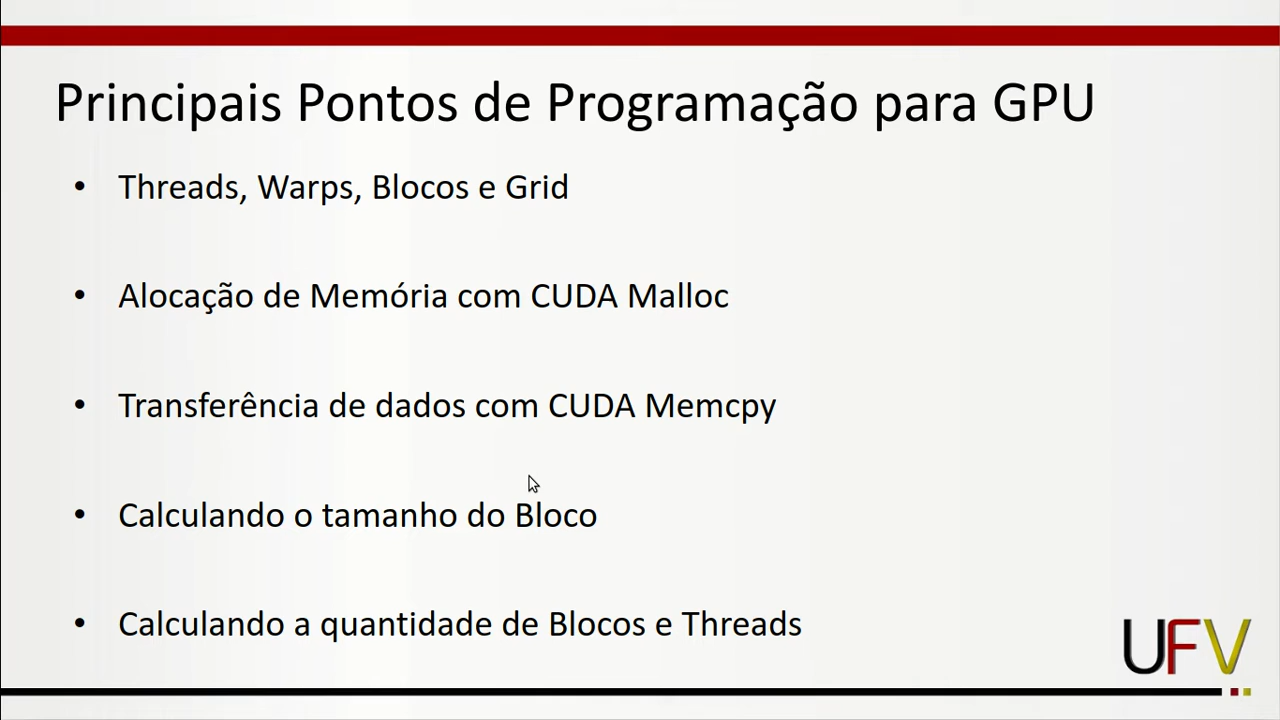 Principais Pontos de Programação para GPU
• Threads, Warps, Blocos e Grid
• Alocação de Memória com CUDA Malloc
• Transferência de dados com CUDA Memcpy
• Calculando o tamanho do Bloco
• Calculando a quantidade de Blocos e Threads
UFV